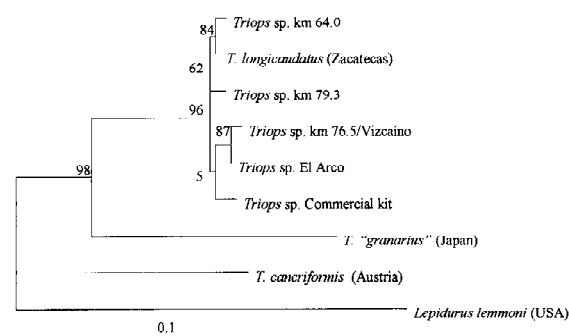 84
Triops sp. km 64.0
62
T. longicaudatus (Zacatecas)
96
Triops sp. km 79.3
87
Triops sp. km 76.5/Vizcaíno
98
5
Triops sp. El Arco
Triops sp. Commercial kit
T. "granarius" (Japan)
T. cancriformis (Austria)
Lepidurus lemmoni (USA)
0.1